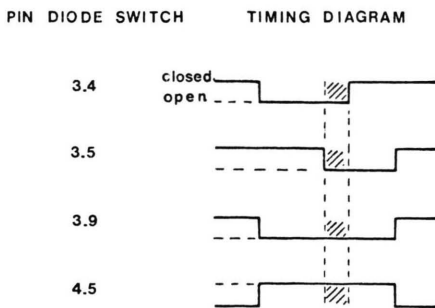 PIN DIODE SWITCH TIMING DIAGRAM
3.4 closed
open
3.5
3.9
4.5